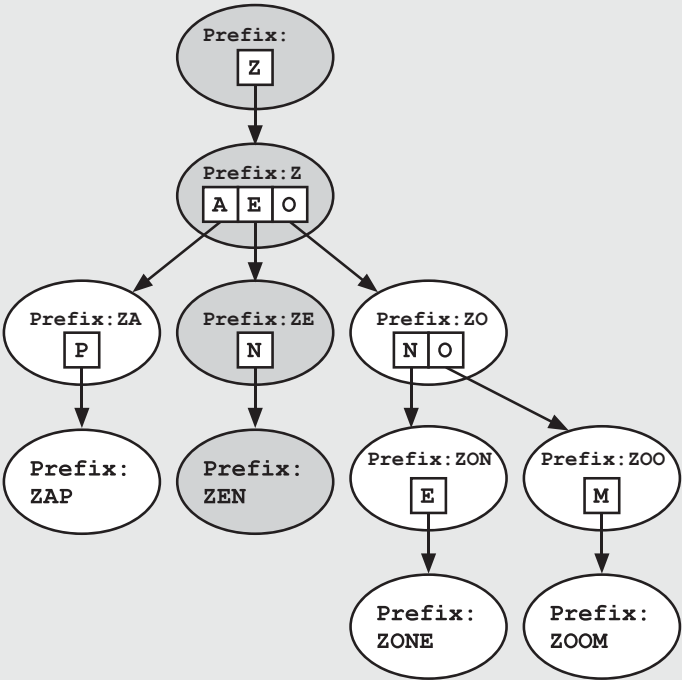 Prefix:
Z
Prefix:Z
A E O
Prefix:ZA
P
Prefix:ZE
N
Prefix:ZO
N O
Prefix:
ZAP
Prefix:
ZEN
Prefix:ZON
E
Prefix:ZOO
M
Prefix:
ZONE
Prefix:
ZOOM